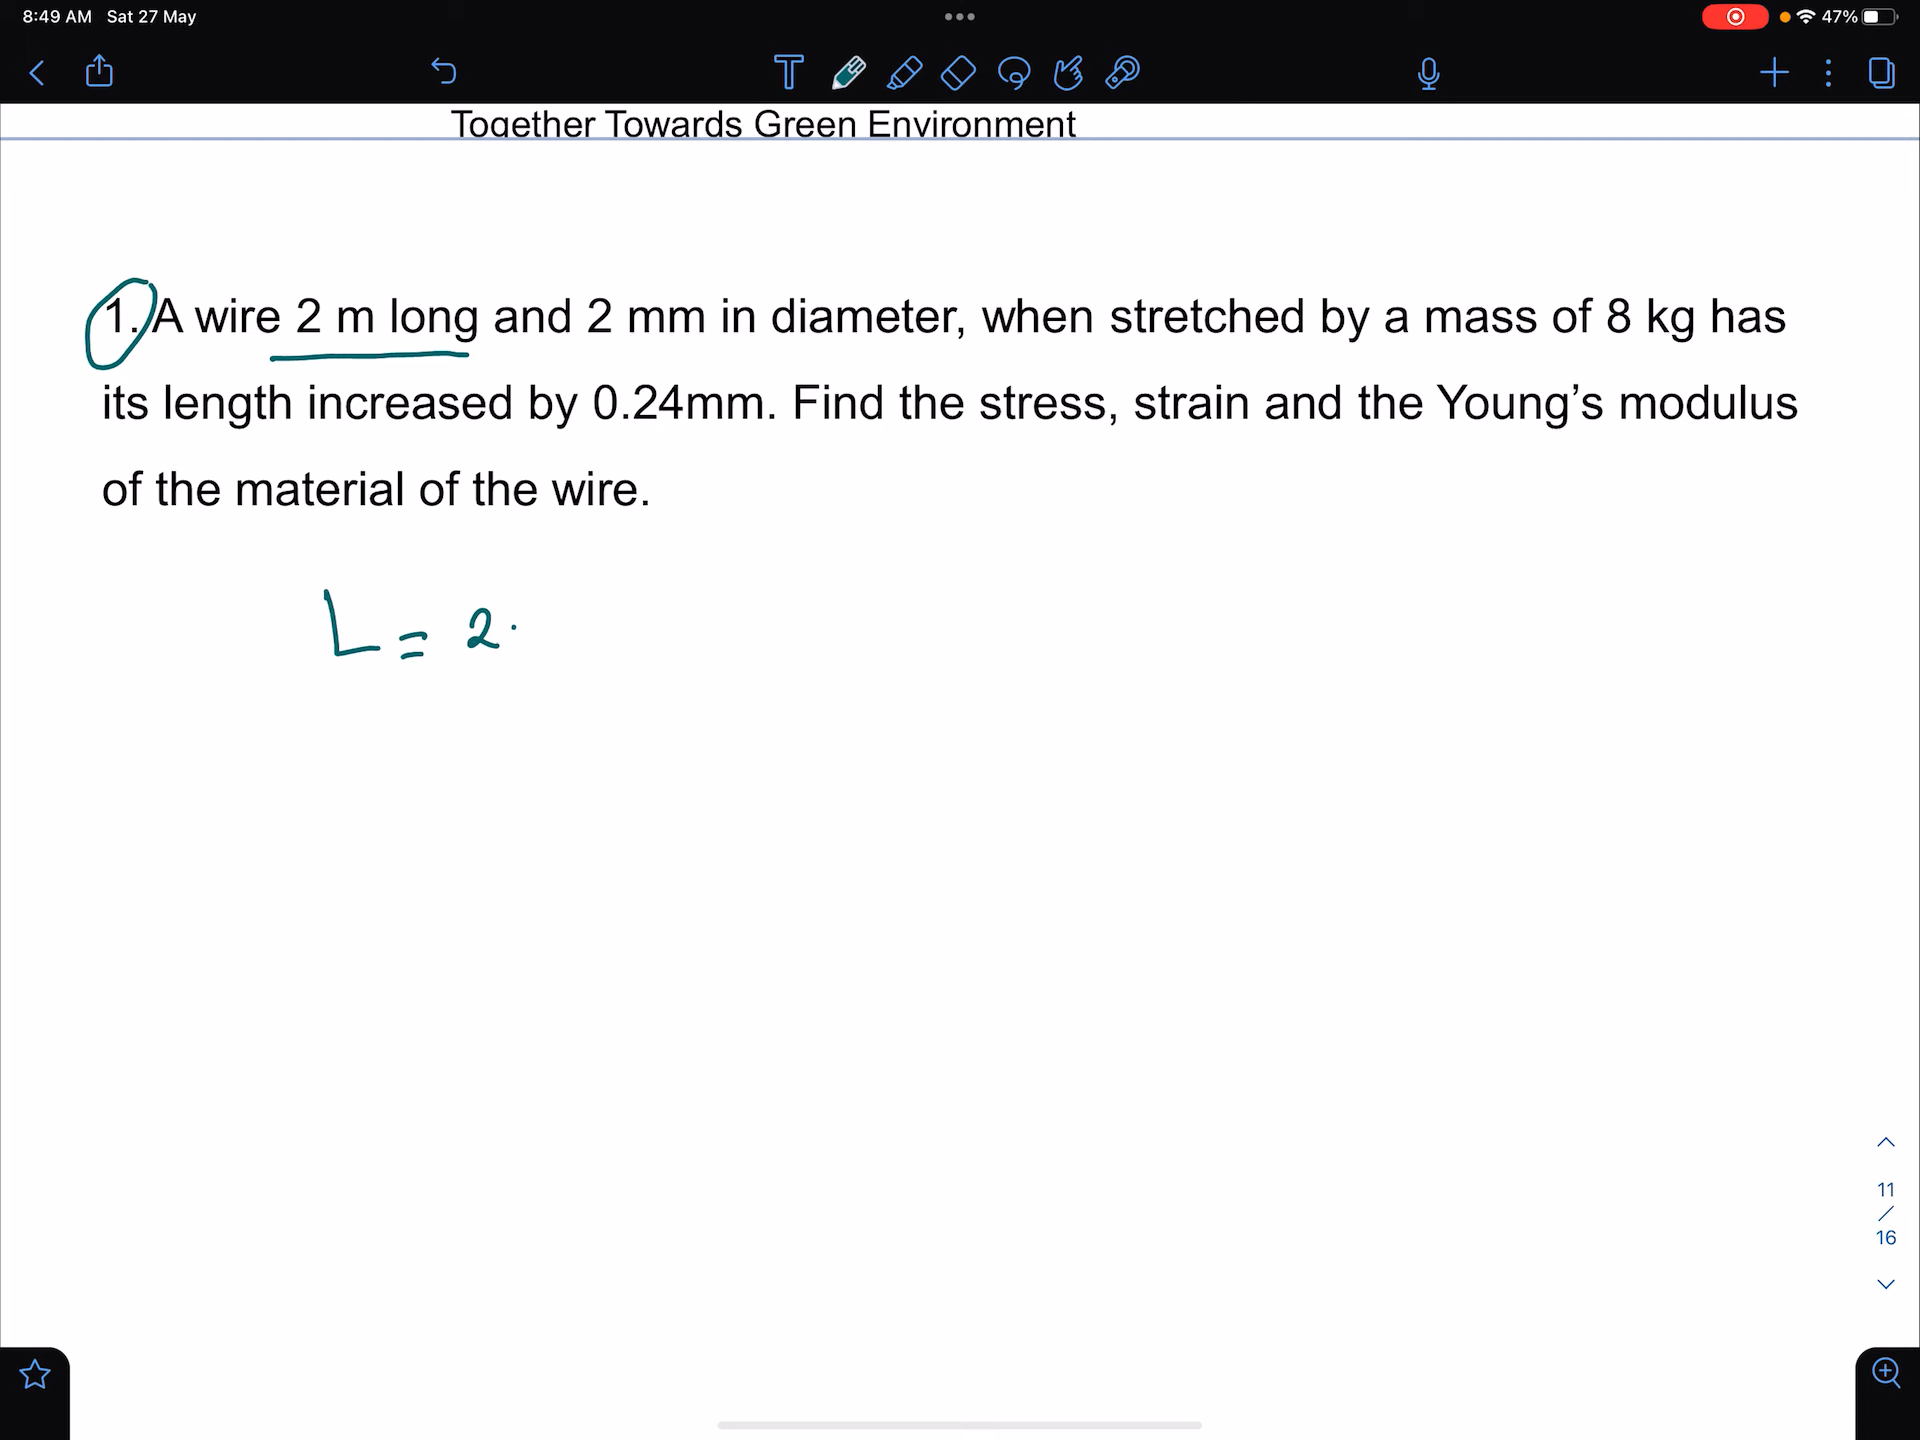 8:49 AM Sat 27 May
47%
Together Towards Green Environment
1. A wire 2 m long and 2 mm in diameter, when stretched by a mass of 8 kg has
its length increased by 0.24mm. Find the stress, strain and the Young’s modulus
of the material of the wire.
L = 2.
11
/
16